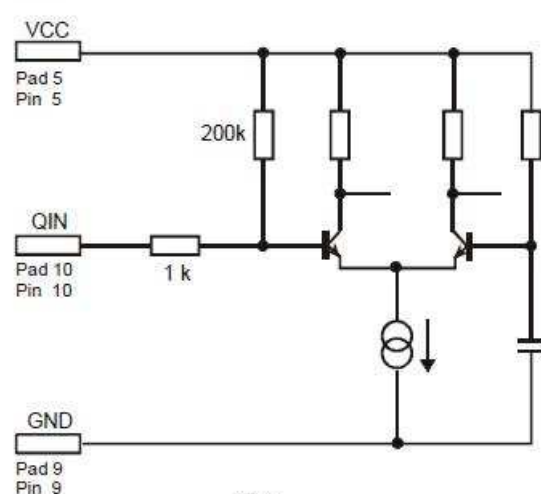 VCC
Pad 5
Pin 5
200k
QIN
Pad 10
Pin 10
1 k
GND
Pad 9
Pin 9